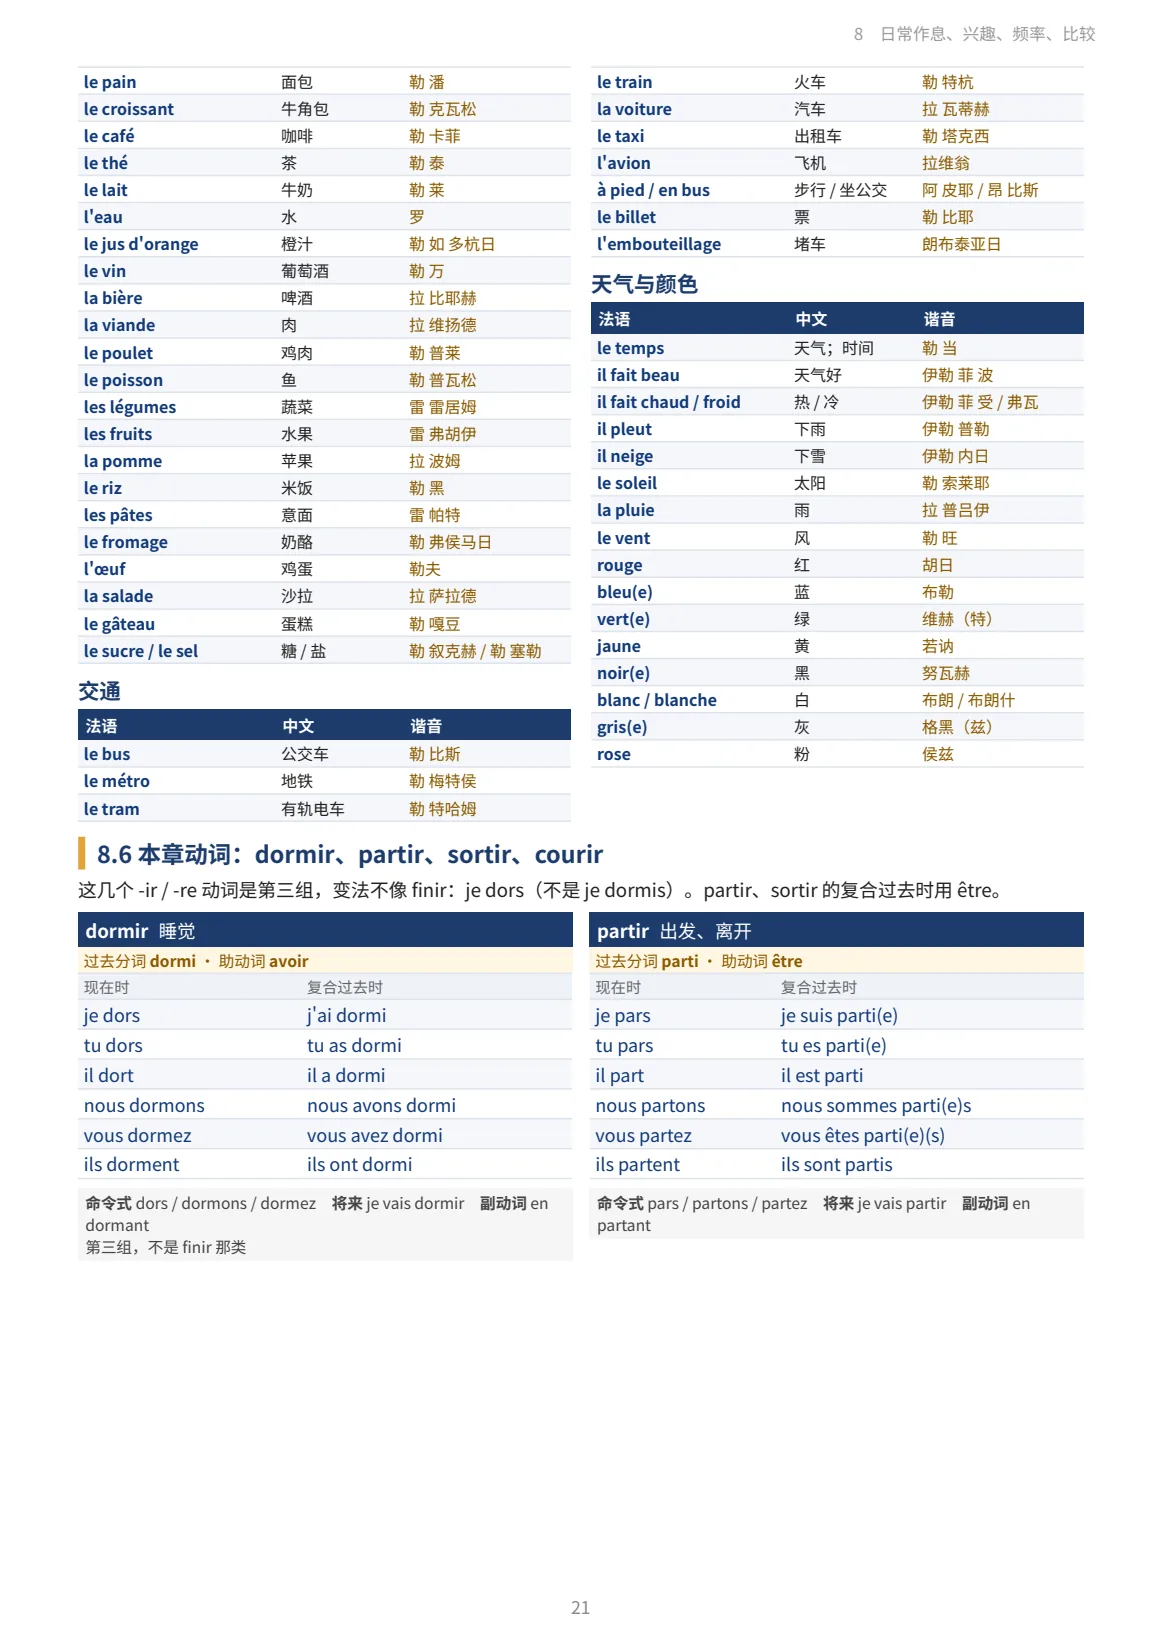 8 日常作息、兴趣、频率、比较
le pain 面包 勒 潘
le croissant 牛角包 勒 克瓦松
le café 咖啡 勒 卡菲
le thé 茶 勒 泰
le lait 牛奶 勒 莱
l'eau 水 罗
le jus d'orange 橙汁 勒 如 多杭日
le vin 葡萄酒 勒 万
la bière 啤酒 拉 比耶赫
la viande 肉 拉 维扬德
le poulet 鸡肉 勒 普莱
le poisson 鱼 勒 普瓦松
les légumes 蔬菜 雷 雷居姆
les fruits 水果 雷 弗胡伊
la pomme 苹果 拉 波姆
le riz 米饭 勒 黑
les pâtes 意面 雷 帕特
le fromage 奶酪 勒 弗侯马日
l'œuf 鸡蛋 勒夫
la salade 沙拉 拉 萨拉德
le gâteau 蛋糕 勒 嘎豆
le sucre / le sel 糖 / 盐 勒 叙克赫 / 勒 塞勒
交通
法语 中文 谐音
le bus 公交车 勒 比斯
le métro 地铁 勒 梅特侯
le tram 有轨电车 勒 特哈姆
le train 火车 勒 特杭
la voiture 汽车 拉 瓦蒂赫
le taxi 出租车 勒 塔克西
l'avion 飞机 拉维翁
à pied / en bus 步行 / 坐公交 阿 皮耶 / 昂 比斯
le billet 票 勒 比耶
l'embouteillage 堵车 朗布泰亚日
天气与颜色
法语 中文 谐音
le temps 天气；时间 勒 当
il fait beau 天气好 伊勒 菲 波
il fait chaud / froid 热 / 冷 伊勒 菲 受 / 弗瓦
il pleut 下雨 伊勒 普勒
il neige 下雪 伊勒 内日
le soleil 太阳 勒 索莱耶
la pluie 雨 拉 普吕伊
le vent 风 勒 旺
rouge 红 胡日
bleu(e) 蓝 布勒
vert(e) 绿 维赫（特）
jaune 黄 若讷
noir(e) 黑 努瓦赫
blanc / blanche 白 布朗 / 布朗什
gris(e) 灰 格黑（兹）
rose 粉 侯兹
8.6 本章动词：dormir、partir、sortir、courir
这几个 -ir / -re 动词是第三组，变法不像 finir：je dors（不是 je dormis）。partir、sortir 的复合过去时用 être。
dormir 睡觉
过去分词 dormi · 助动词 avoir
现在时 复合过去时
je dors j'ai dormi
tu dors tu as dormi
il dort il a dormi
nous dormons nous avons dormi
vous dormez vous avez dormi
ils dorment ils ont dormi
命令式 dors / dormons / dormez 将来 je vais dormir 副动词 en
dormant
第三组，不是 finir 那类
partir 出发、离开
过去分词 parti · 助动词 être
现在时 复合过去时
je pars je suis parti(e)
tu pars tu es parti(e)
il part il est parti
nous partons nous sommes parti(e)s
vous partez vous êtes parti(e)(s)
ils partent ils sont partis
命令式 pars / partons / partez 将来 je vais partir 副动词 en
partant
21